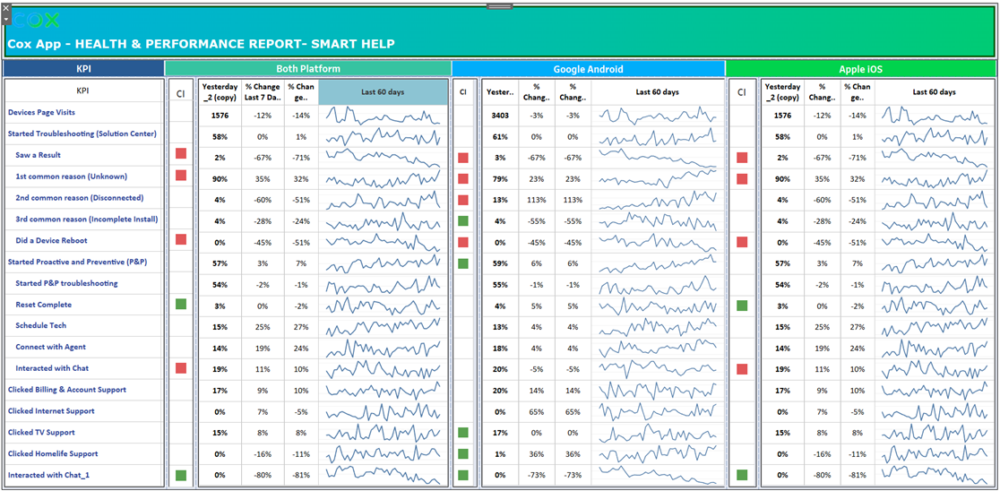 COX
Cox App - HEALTH & PERFORMANCE REPORT- SMART HELP
KPI Both Platform Google Android Apple iOS
KPI CI Yesterday _2 (copy) % Change Last 7 Da.. % Chan ge.. Last 60 days CI Yester.. % Chang.. % Chang.. Last 60 days CI Yesterday _2 (copy) % Chang.. % Chan ge.. Last 60 days
Devices Page Visits 1576 -12% -14% 3403 -3% -3% 1576 -12% -14%
Started Troubleshooting (Solution Center) 58% 0% 1% 61% 0% 0% 58% 0% 1%
Saw a Result 2% -67% -71% 3% -67% -67% 2% -67% -71%
1st common reason (Unknown) 90% 35% 32% 79% 23% 23% 90% 35% 32%
2nd common reason (Disconnected) 4% -60% -51% 13% 113% 113% 4% -60% -51%
3rd common reason (Incomplete Install) 4% -28% -24% 4% -55% -55% 4% -28% -24%
Did a Device Reboot 0% -45% -51% 0% -45% -45% 0% -45% -51%
Started Proactive and Preventive (P&P) 57% 3% 7% 59% 6% 6% 57% 3% 7%
Started P&P troubleshooting 54% -2% -1% 55% -1% -1% 54% -2% -1%
Reset Complete 3% 0% -2% 4% 5% 5% 3% 0% -2%
Schedule Tech 15% 25% 27% 13% 4% 4% 15% 25% 27%
Connect with Agent 14% 19% 24% 18% 4% 4% 14% 19% 24%
Interacted with Chat 19% 11% 10% 20% -5% -5% 19% 11% 10%
Clicked Billing & Account Support 17% 9% 10% 20% 14% 14% 17% 9% 10%
Clicked Internet Support 0% 7% -5% 0% 65% 65% 0% 7% -5%
Clicked TV Support 15% 8% 8% 17% 0% 0% 15% 8% 8%
Clicked Homelife Support 0% -16% -11% 1% 36% 36% 0% -16% -11%
Interacted with Chat_1 0% -80% -81% 0% -73% -73% 0% -80% -81%